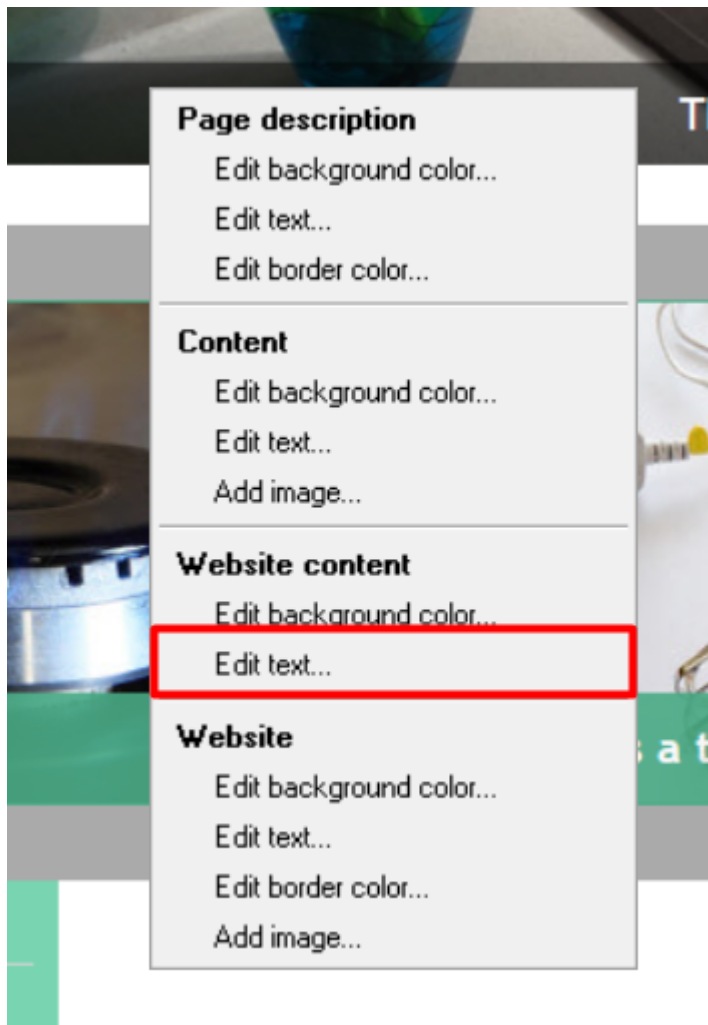 Page description
Edit background color...
Edit text...
Edit border color...
Content
Edit background color...
Edit text...
Add image...
Website content
Edit background color...
Edit text...
Website
Edit background color...
Edit text...
Edit border color...
Add image...